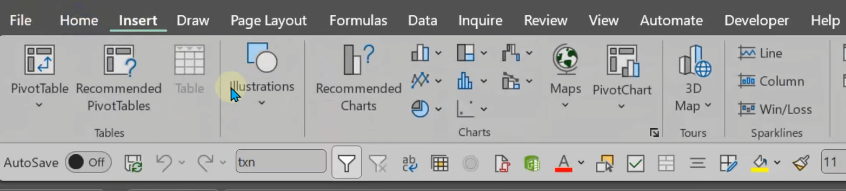 File Home Insert Draw Page Layout Formulas Data Inquire Review View Automate Developer Help
PivotTable Recommended PivotTables Table
Illustrations
Recommended Charts
Maps PivotChart
3D Map
Line
Column
Win/Loss
Tables
Charts
Tours
Sparklines
AutoSave Off txn ab c A 11